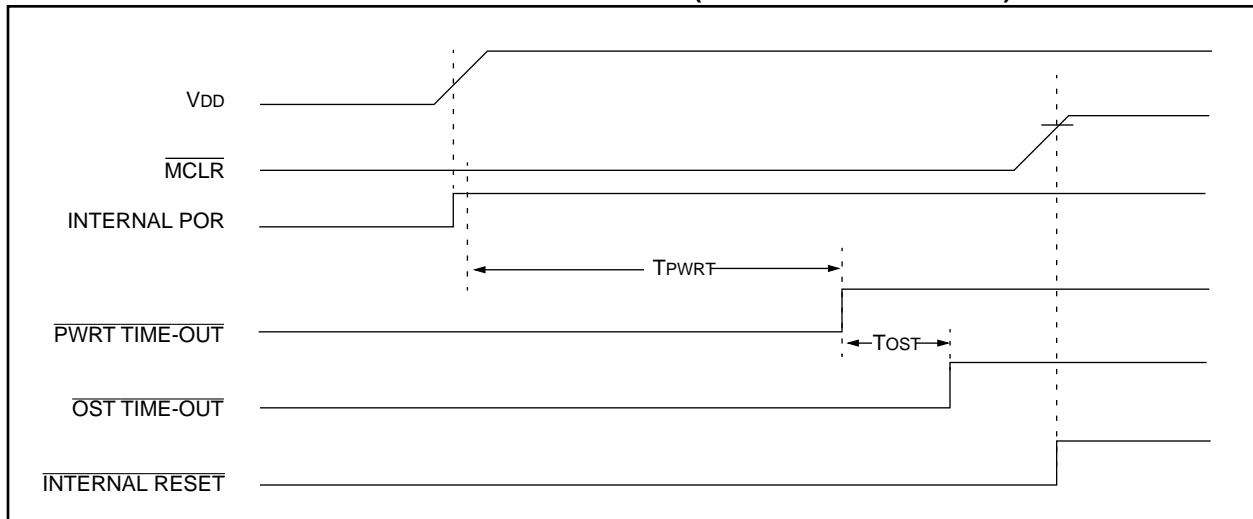 VDD
MCLR
INTERNAL POR
TPWRT
PWRT TIME-OUT
TOST
OST TIME-OUT
INTERNAL RESET